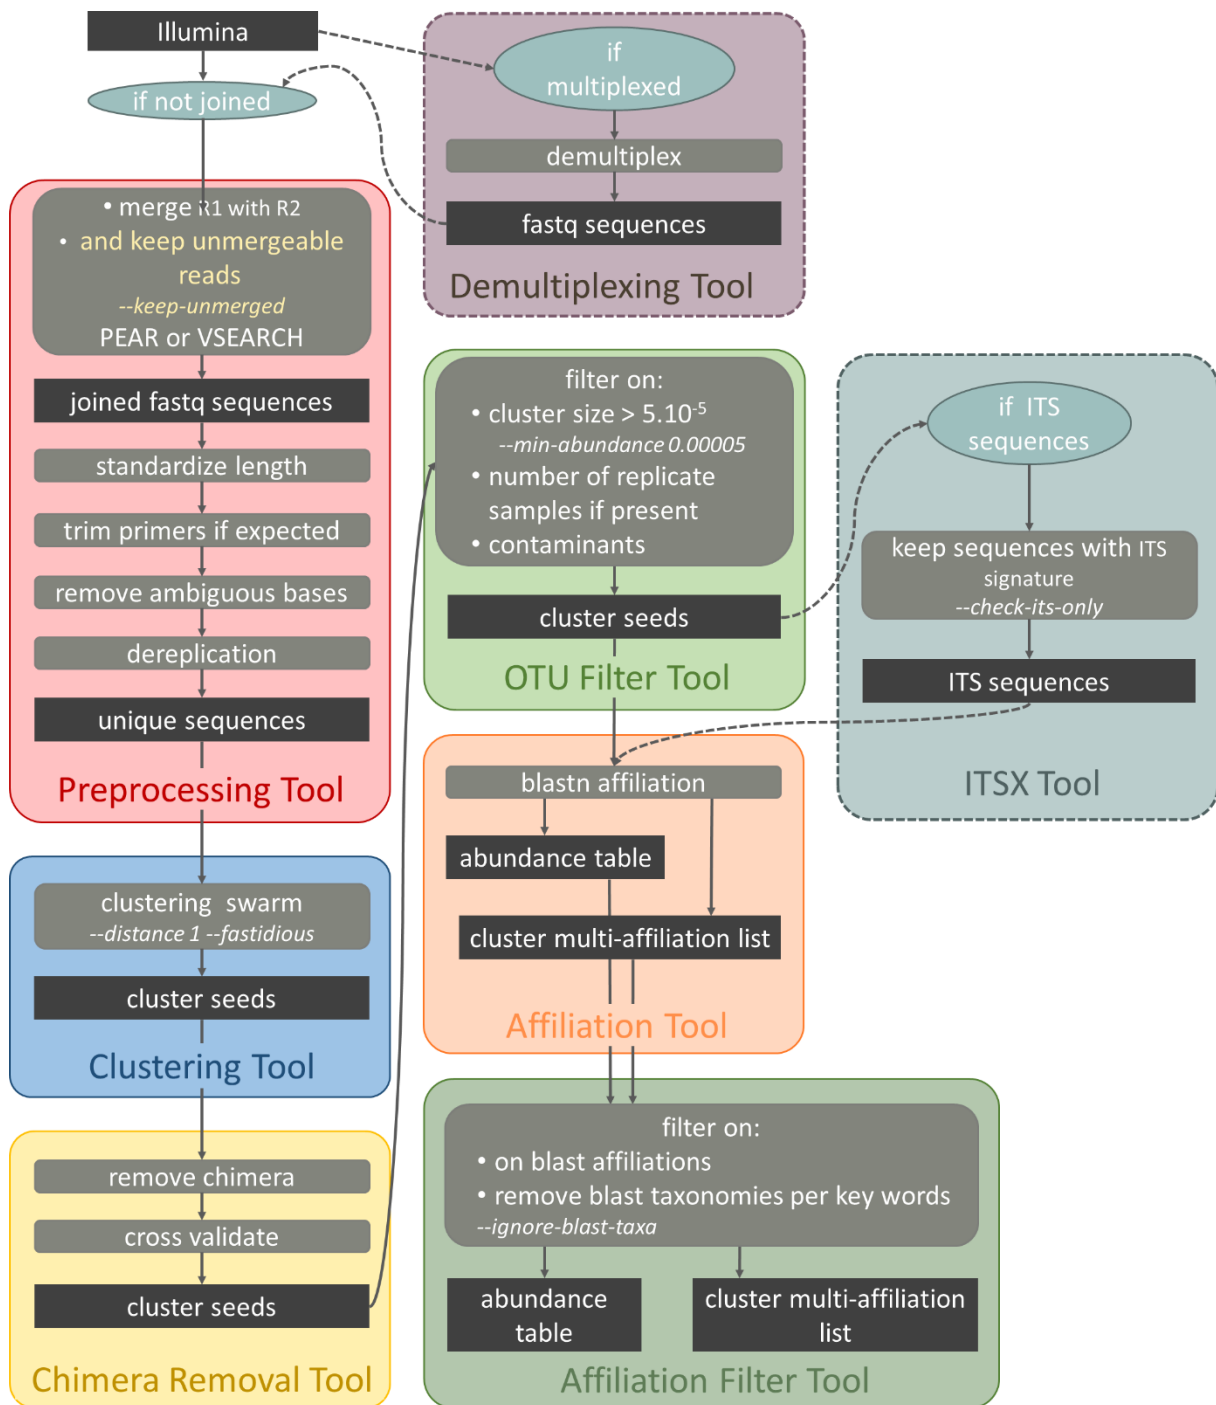 Illumina
if not joined
if
multiplexed
demultiplex
fastq sequences
Demultiplexing Tool
• merge R1 with R2
• and keep unmergeable
reads
--keep-unmerged
PEAR or VSEARCH
joined fastq sequences
standardize length
trim primers if expected
remove ambiguous bases
dereplication
unique sequences
Preprocessing Tool
clustering swarm
--distance 1 --fastidious
cluster seeds
Clustering Tool
remove chimera
cross validate
cluster seeds
Chimera Removal Tool
filter on:
• cluster size > 5.10⁻⁵
--min-abundance 0.00005
• number of replicate
samples if present
• contaminants
cluster seeds
OTU Filter Tool
if ITS
sequences
keep sequences with ITS
signature
--check-its-only
ITS sequences
ITSX Tool
blastn affiliation
abundance table
cluster multi-affiliation list
Affiliation Tool
filter on:
• on blast affiliations
• remove blast taxonomies per key words
--ignore-blast-taxa
abundance
table
cluster multi-affiliation
list
Affiliation Filter Tool